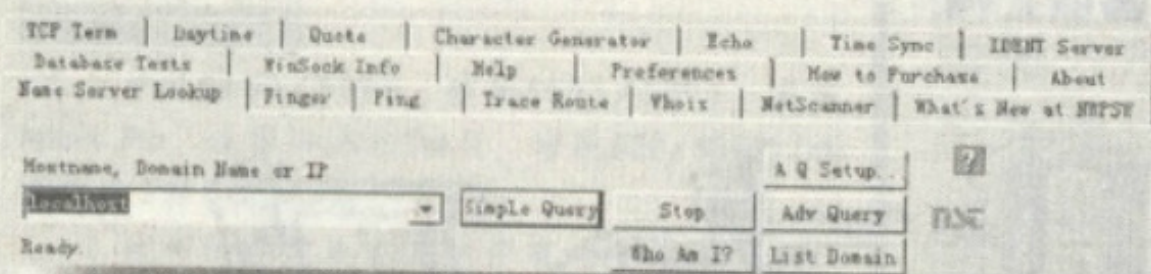 TCP Term | Daytime | Quote | Character Generator | Echo | Time Sync | IDENT Server
Database Tests | WinSock Info | Help | Preferences | How to Purchase | About
Name Server Lookup | Finger | Ping | Trace Route | Whois | NetScanner | What's New at NWPSW
Hostname, Domain Name or IP
A Q Setup..
?
localhost
Simple Query
Stop
Adv Query
Ready
Who Am I?
List Domain